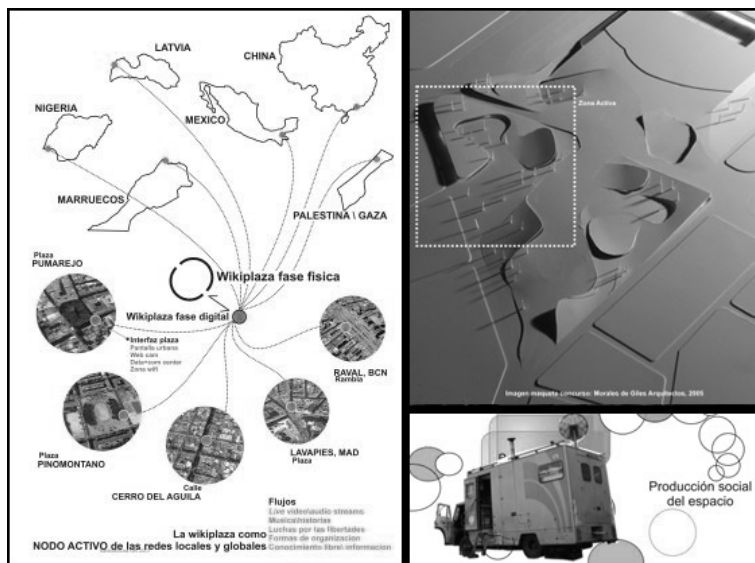 LATVIA
CHINA
NIGERIA
MEXICO
MARRUECOS
PALESTINA \ GAZA
Wikiplaza fase fisica
Wikiplaza fase digital
Plaza
PUMAREJO
Interfaz plaza
Pantalla urbana
Web cam
Zona wifi
RAVAL, BCN
Rambla
Plaza
PINOMONTANO
LAVAPIES, MAD
Plaza
Calle
CERRO DEL AGUILA
Flujos
Live video\audio streams
Musica\historias
Luchas por las libertades
Formas de organizacion
Conocimiento libre\ informacion
La wikiplaza como
NODO ACTIVO de las redes locales y globales
Zona Activa
Imagen maqueta concurso: Morales de Giles Arquitectos, 2005
Producción social
del espacio